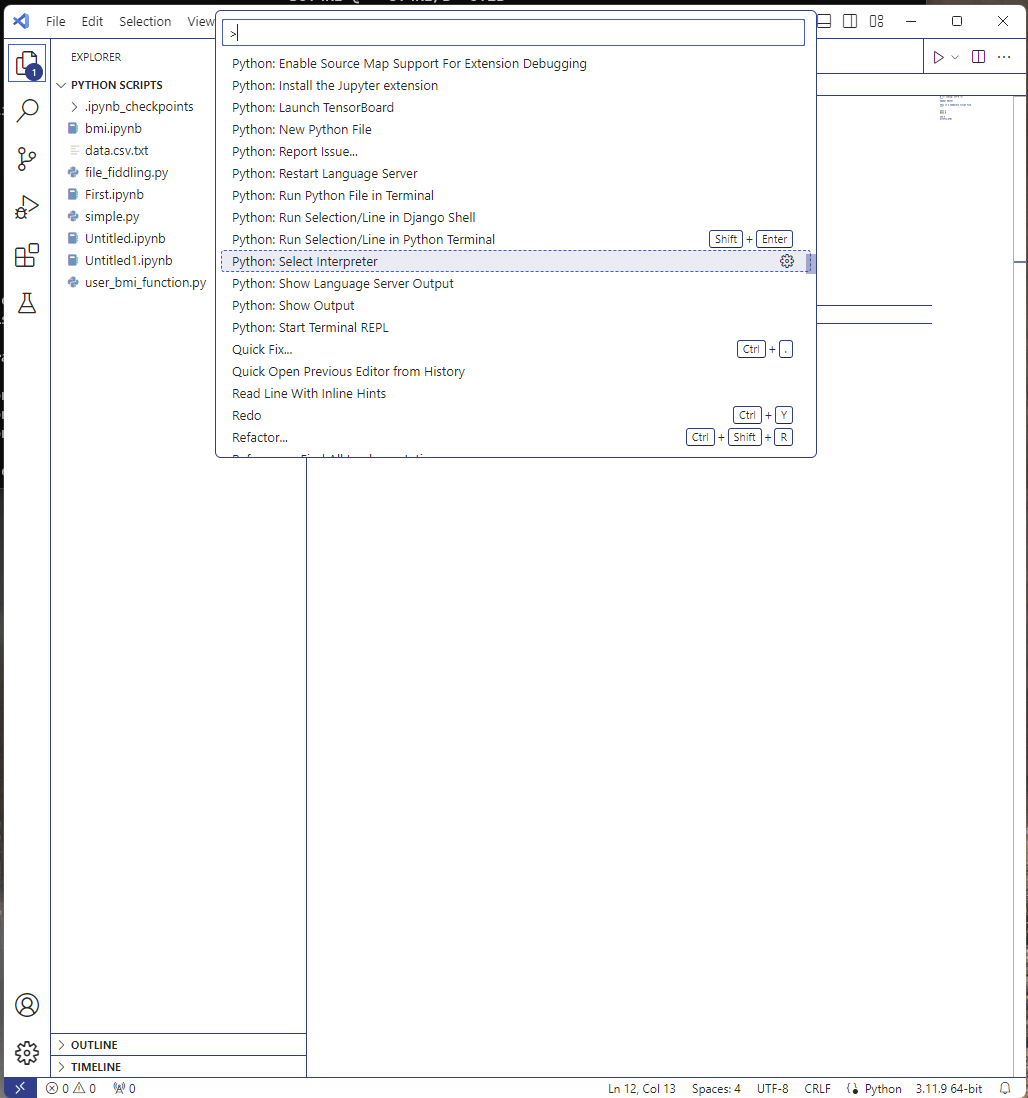 File Edit Selection View
>
EXPLORER
1
PYTHON SCRIPTS
.ipynb_checkpoints
bmi.ipynb
data.csv.txt
file_fiddling.py
First.ipynb
simple.py
Untitled.ipynb
Untitled1.ipynb
user_bmi_function.py
Python: Enable Source Map Support For Extension Debugging
Python: Install the Jupyter extension
Python: Launch TensorBoard
Python: New Python File
Python: Report Issue...
Python: Restart Language Server
Python: Run Python File in Terminal
Python: Run Selection/Line in Django Shell
Python: Run Selection/Line in Python Terminal Shift + Enter
Python: Select Interpreter
Python: Show Language Server Output
Python: Show Output
Python: Start Terminal REPL
Quick Fix... Ctrl + .
Quick Open Previous Editor from History
Read Line With Inline Hints
Redo Ctrl + Y
Refactor... Ctrl + Shift + R
OUTLINE
TIMELINE
0 0 0 Ln 12, Col 13 Spaces: 4 UTF-8 CRLF Python 3.11.9 64-bit